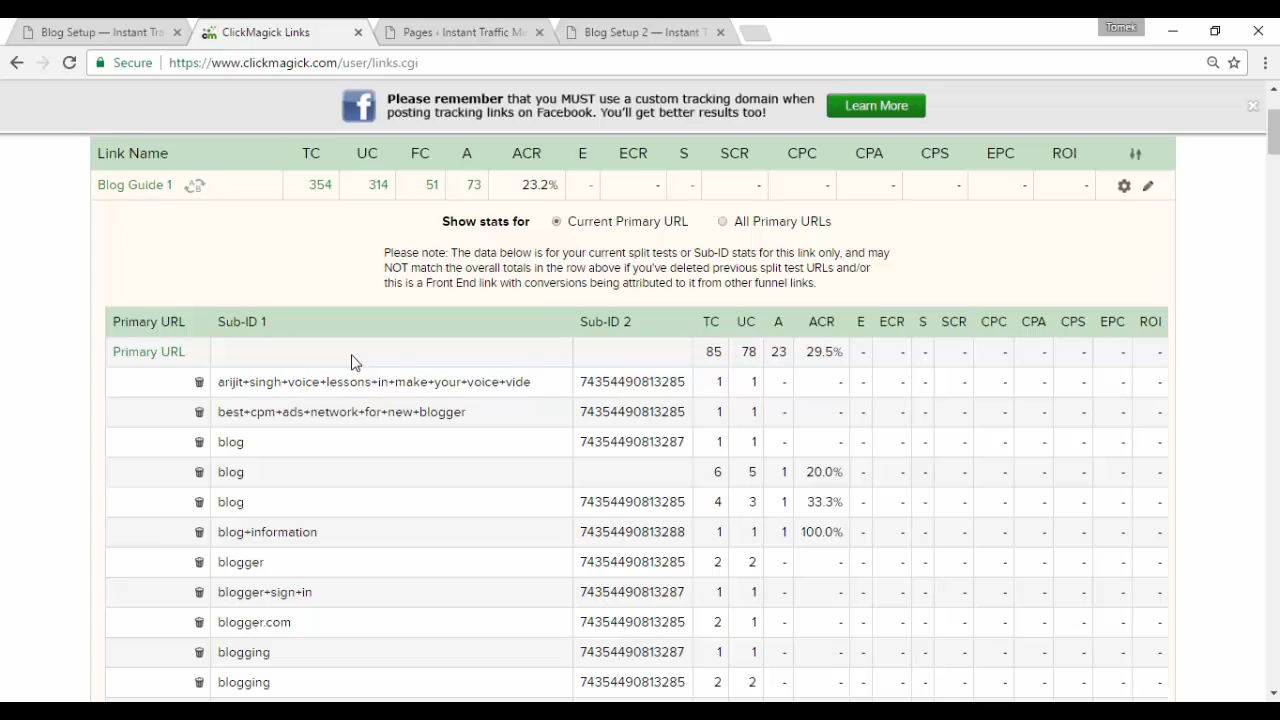 Blog Setup — Instant Tra
ClickMagick Links
Pages ‹ Instant Traffic Me
Blog Setup 2 — Instant T
Tomek
Secure https://www.clickmagick.com/user/links.cgi
Please remember that you MUST use a custom tracking domain when
posting tracking links on Facebook. You'll get better results too!
Learn More
Link Name TC UC FC A ACR E ECR S SCR CPC CPA CPS EPC ROI
Blog Guide 1 354 314 51 73 23.2% - - - - - - - - -
Show stats for Current Primary URL All Primary URLs
Please note: The data below is for your current split tests or Sub-ID stats for this link only, and may
NOT match the overall totals in the row above if you've deleted previous split test URLs and/or
this is a Front End link with conversions being attributed to it from other funnel links.
Primary URL Sub-ID 1 Sub-ID 2 TC UC A ACR E ECR S SCR CPC CPA CPS EPC ROI
Primary URL 85 78 23 29.5% - - - - - - - - -
arijit+singh+voice+lessons+in+make+your+voice+vide 74354490813285 1 1 - - - - - - - - - - -
best+cpm+ads+network+for+new+blogger 74354490813285 1 1 - - - - - - - - - - -
blog 74354490813287 1 1 - - - - - - - - - - -
blog 6 5 1 20.0% - - - - - - - - -
blog 74354490813285 4 3 1 33.3% - - - - - - - - -
blog+information 74354490813288 1 1 1 100.0% - - - - - - - - -
blogger 74354490813285 2 2 - - - - - - - - - - -
blogger+sign+in 74354490813287 1 1 - - - - - - - - - - -
blogger.com 74354490813285 2 1 - - - - - - - - - - -
blogging 74354490813287 1 1 - - - - - - - - - - -
blogging 74354490813285 2 2 - - - - - - - - - - -